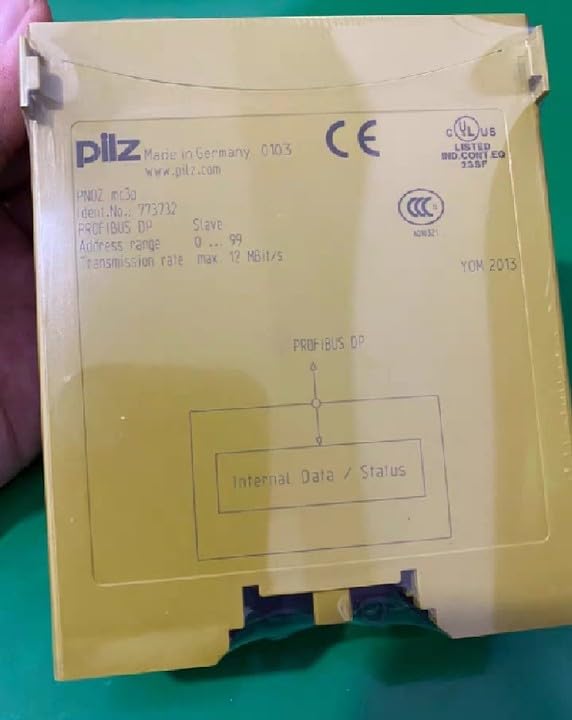 pilz Made in Germany 0103
www.pilz.com
CE
C UL US
LISTED
IND.CONT.EQ
PNOZ mc3p
Ident.No.: 773732
PROFIBUS DP Slave
Address range 0 ... 99
Transmission rate max. 12 MBit/s
CCC
YOM 2013
PROFIBUS DP
Internal Data / Status